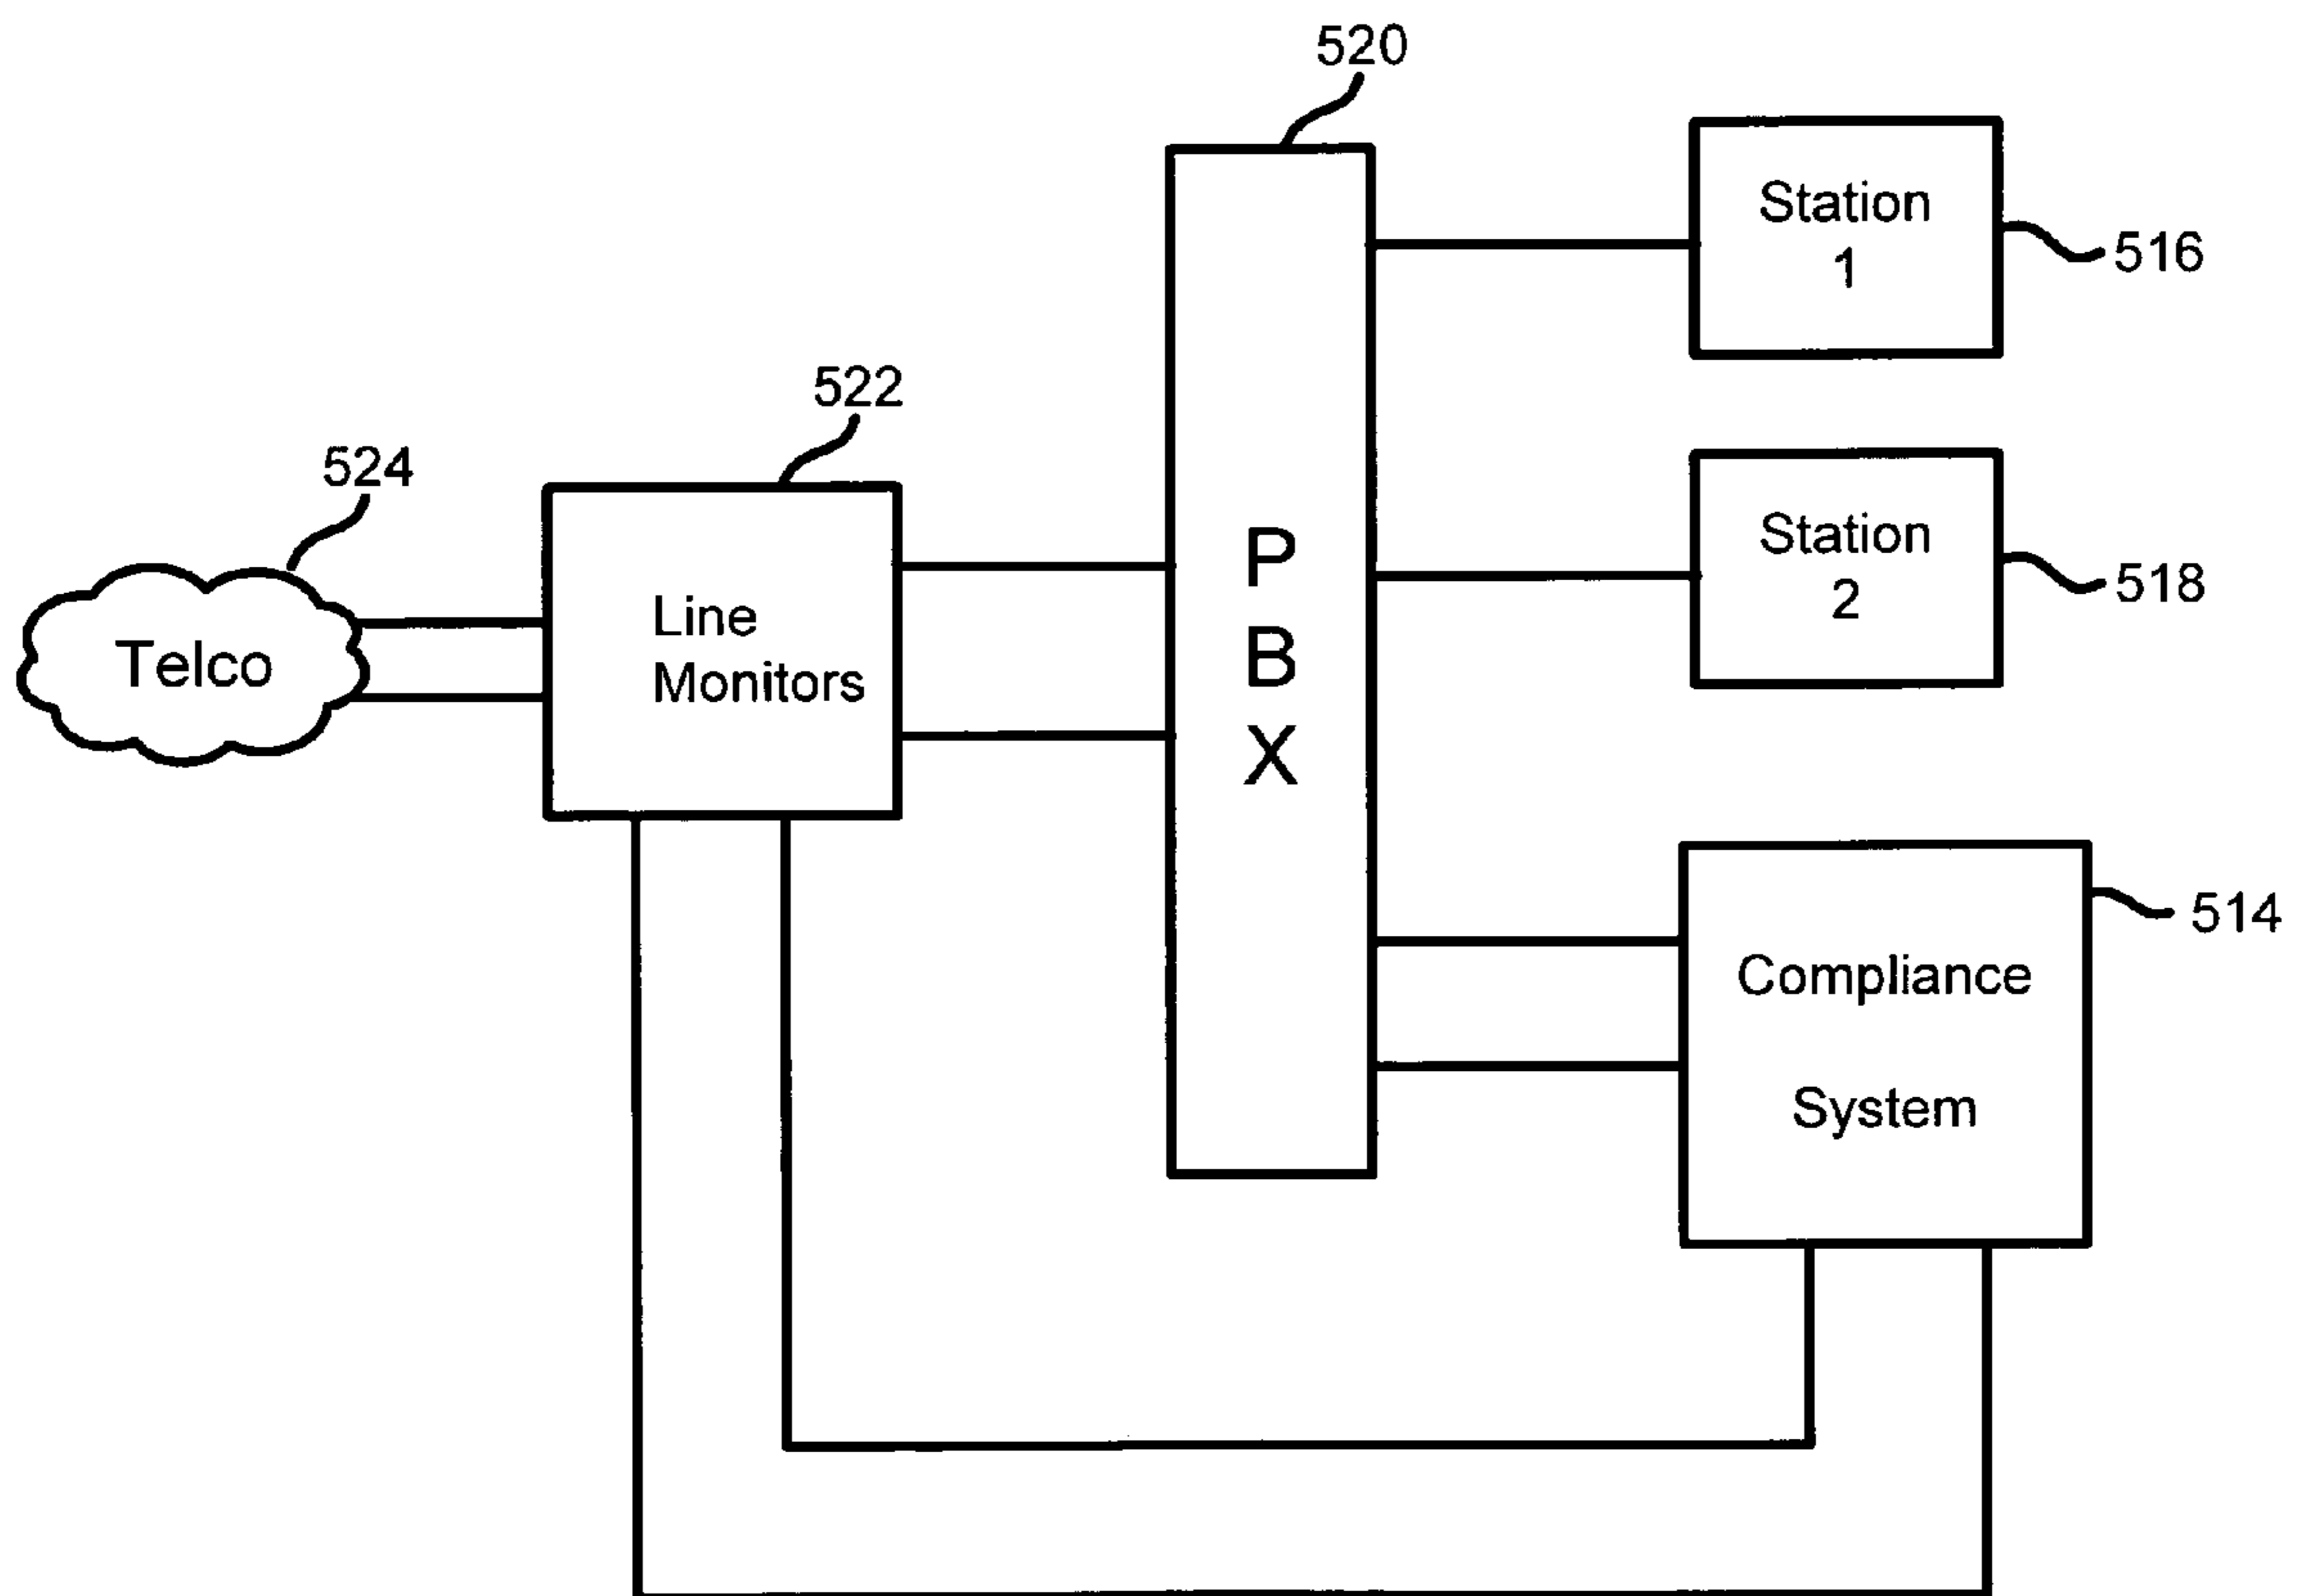 520
Station
1
516
522
524
Station
2
518
Line
Monitors
Telco
P
B
X
514
Compliance
System